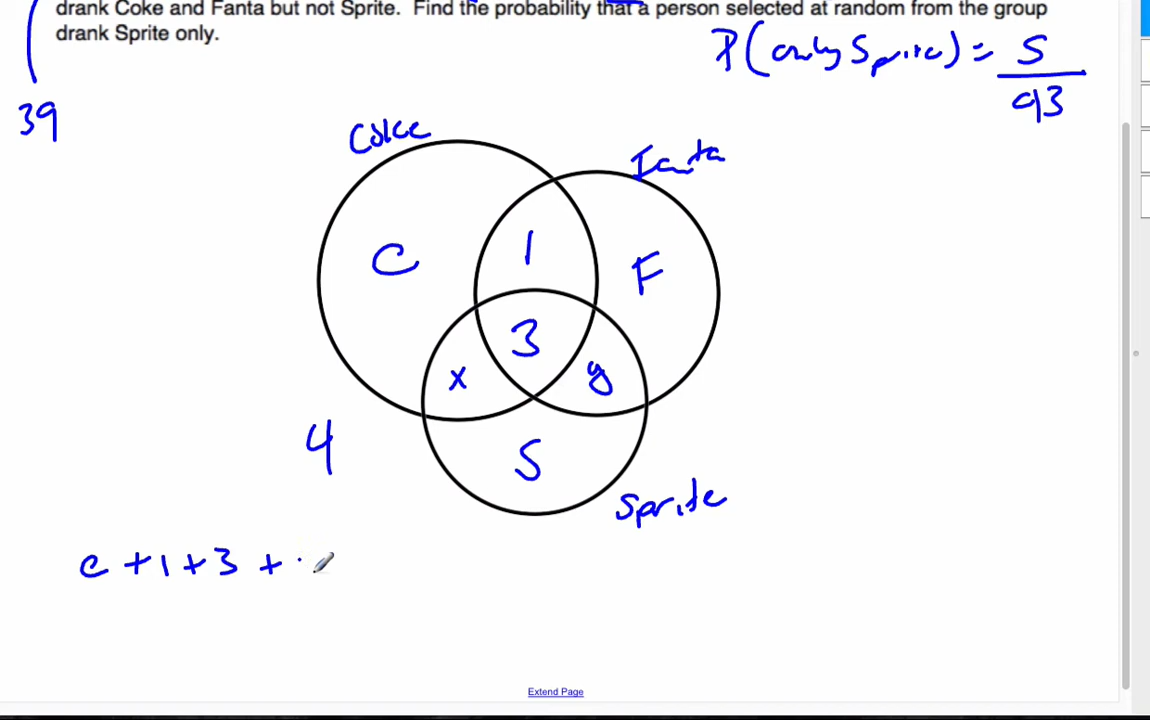 drank Coke and Fanta but not Sprite. Find the probability that a person selected at random from the group
drank Sprite only.
P(only Sprite) = S
93
39
Coke
Fanta
C
1
F
3
x
y
4
S
Sprite
c + 1 + 3 +
Extend Page